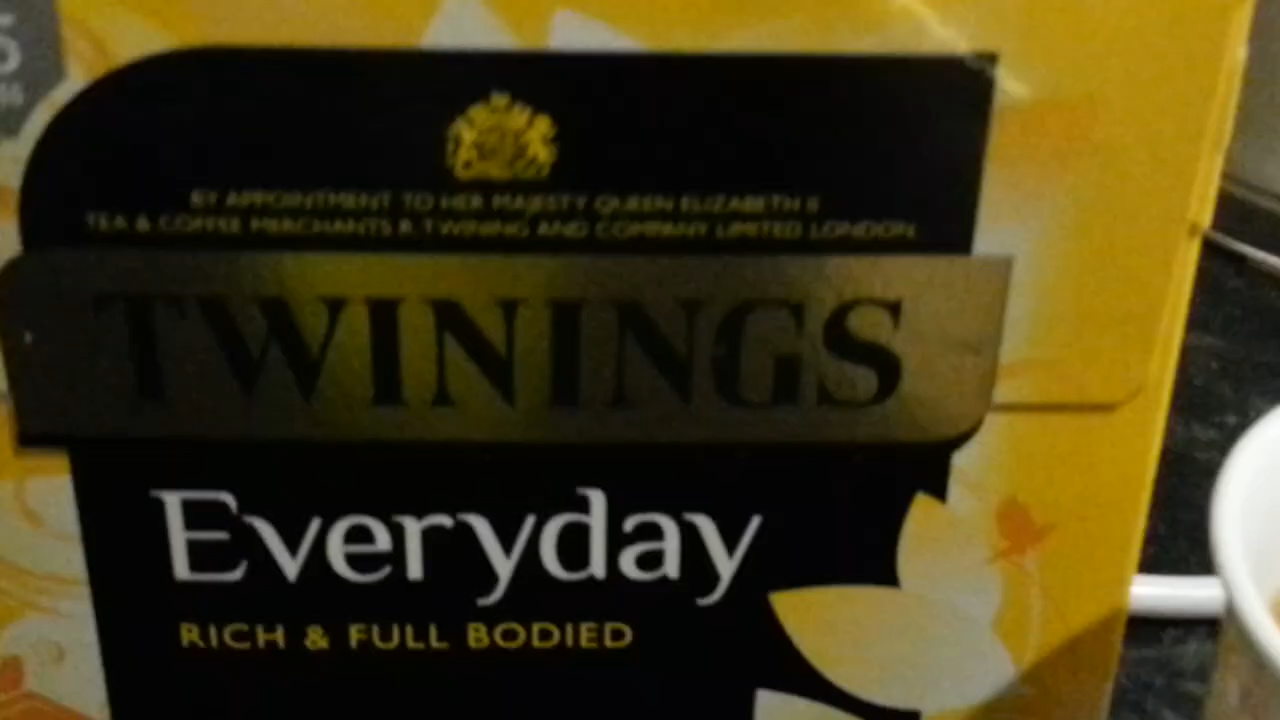 BY APPOINTMENT TO HER MAJESTY QUEEN ELIZABETH II
TEA & COFFEE MERCHANTS R. TWINING AND COMPANY LIMITED LONDON
TWININGS
Everyday
RICH & FULL BODIED